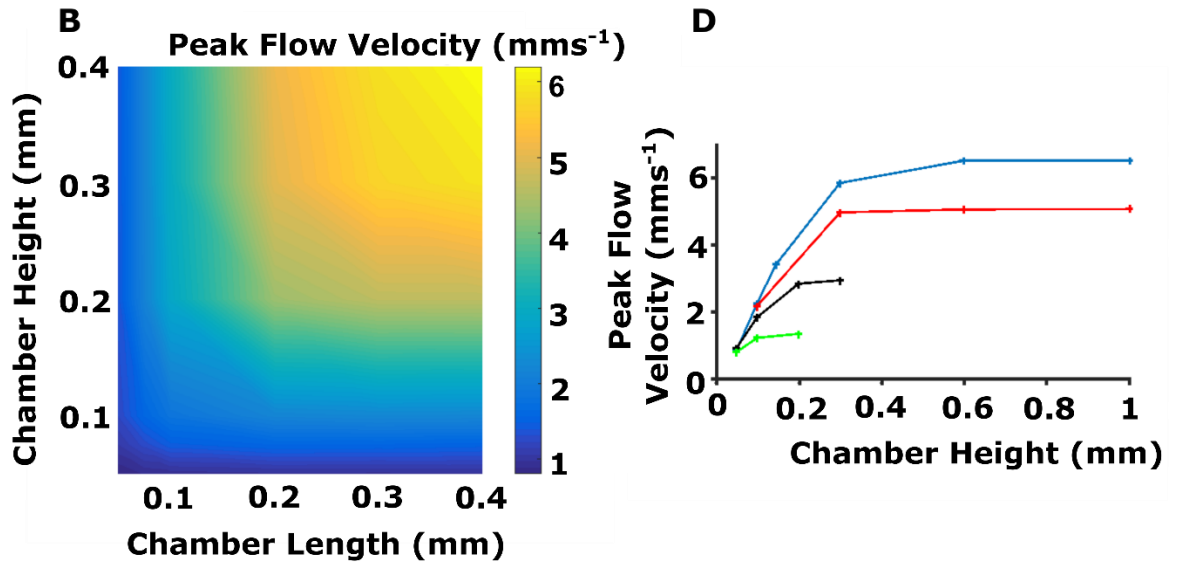 B
Peak Flow Velocity (mms⁻¹)
Chamber Height (mm)
0.4
0.3
0.2
0.1
0.1 0.2 0.3 0.4
Chamber Length (mm)
6
5
4
3
2
1
D
Peak Flow
Velocity (mms⁻¹)
6
4
2
0
0 0.2 0.4 0.6 0.8 1
Chamber Height (mm)